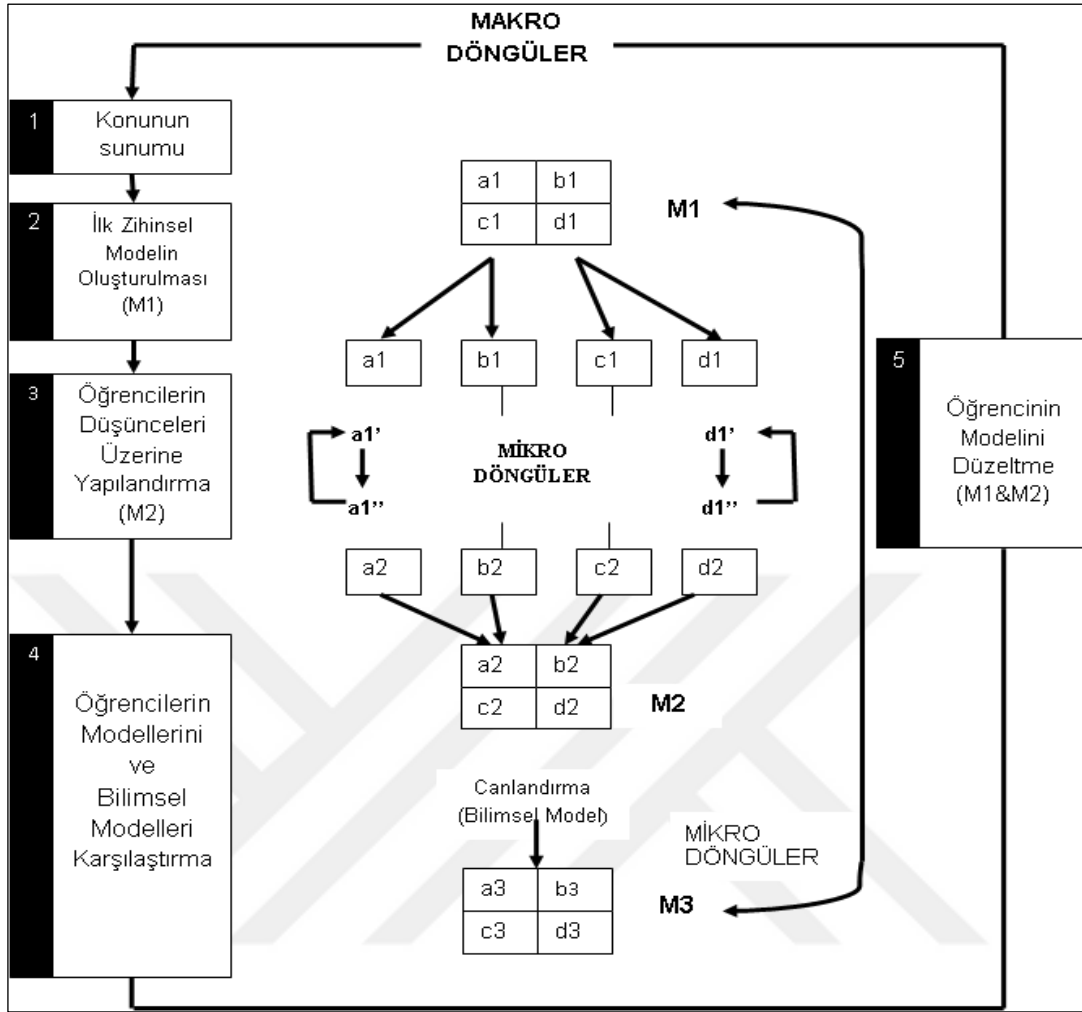 MAKRO
DÖNGÜLER
1
Konunun
sunumu
2
İlk Zihinsel
Modelin
Oluşturulması
(M1)
3
Öğrencilerin
Düşünceleri
Üzerine
Yapılandırma
(M2)
4
Öğrencilerin
Modellerini
ve
Bilimsel
Modelleri
Karşılaştırma
a1 b1
c1 d1
M1
a1 b1 c1 d1
a1'
a1''
MİKRO
DÖNGÜLER
d1'
d1''
a2 b2 c2 d2
a2 b2
c2 d2
M2
Canlandırma
(Bilimsel Model)
MİKRO
DÖNGÜLER
a3 b3
c3 d3
M3
5
Öğrencinin
Modelini
Düzeltme
(M1&M2)